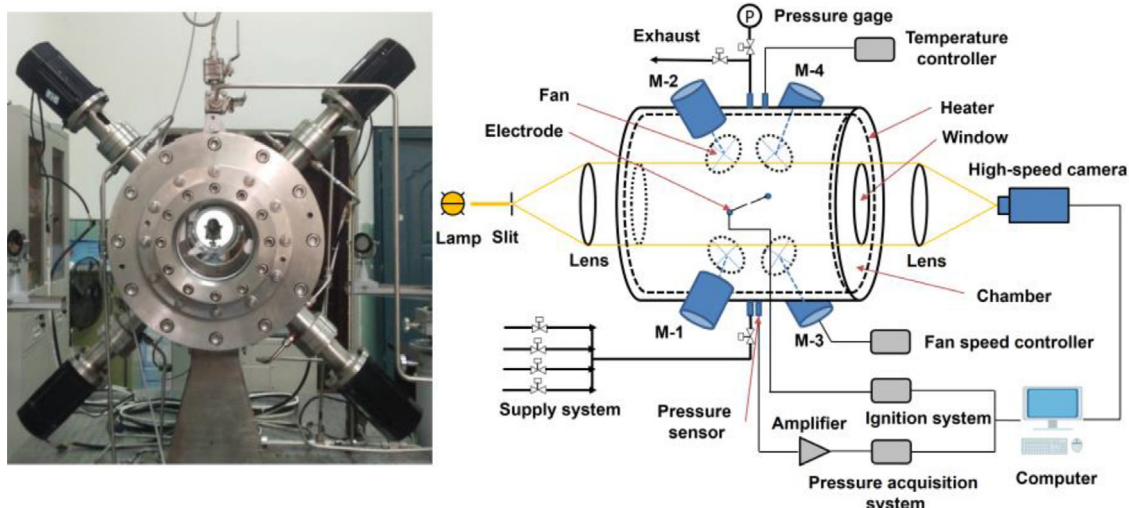 P
Pressure gage
Exhaust
Temperature
controller
M-2
M-4
Fan
Heater
Electrode
Window
High-speed camera
Lamp
Slit
Lens
Lens
Chamber
M-1
M-3
Fan speed controller
Supply system
Pressure
sensor
Ignition system
Amplifier
Pressure acquisition
system
Computer